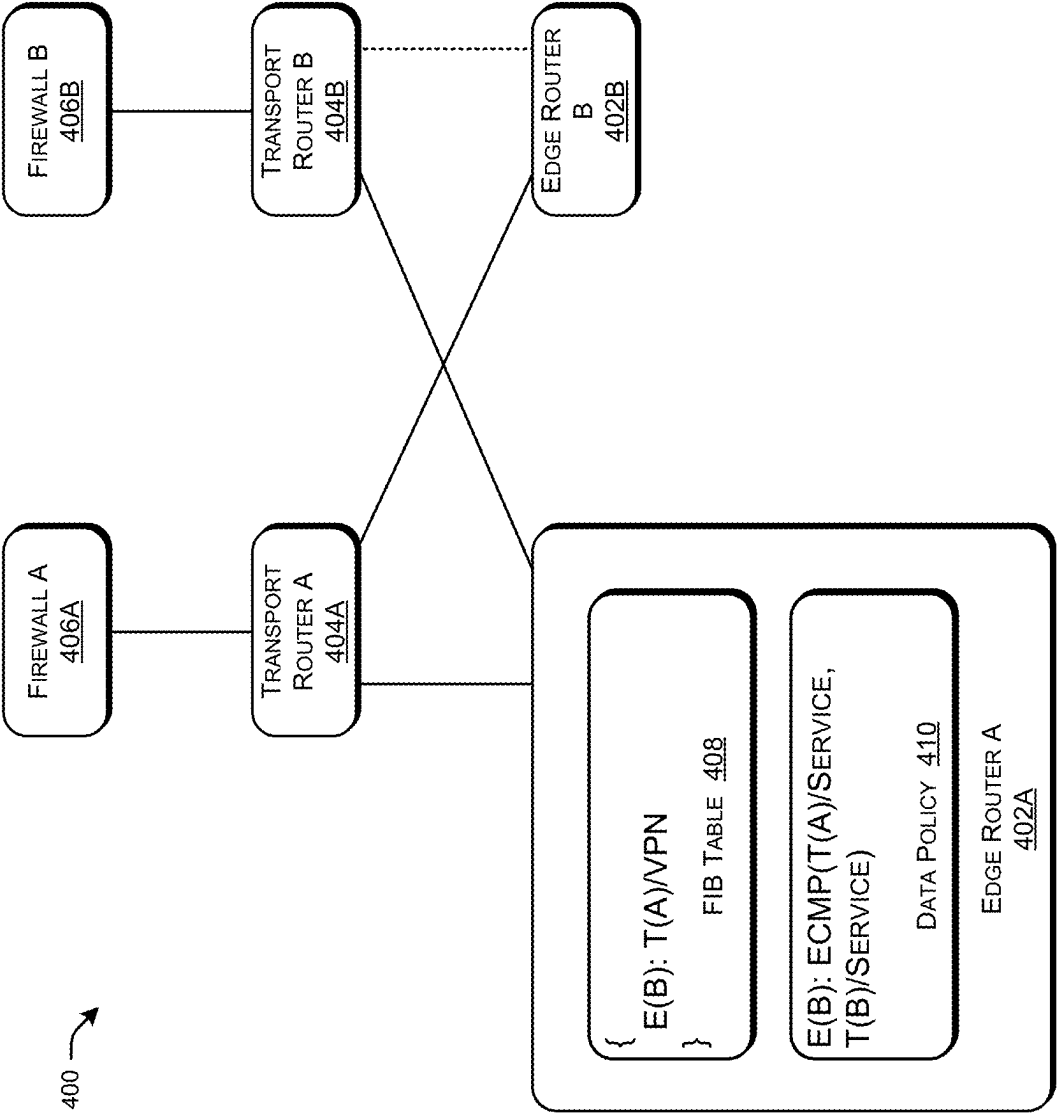 400
FIREWALL A
406A
FIREWALL B
406B
TRANSPORT
ROUTER A
404A
TRANSPORT
ROUTER B
404B
EDGE ROUTER
B
402B
{
E(B): T(A)/VPN
}
FIB TABLE 408
E(B): ECMP(T(A)/SERVICE,
T(B)/SERVICE)
DATA POLICY 410
EDGE ROUTER A
402A